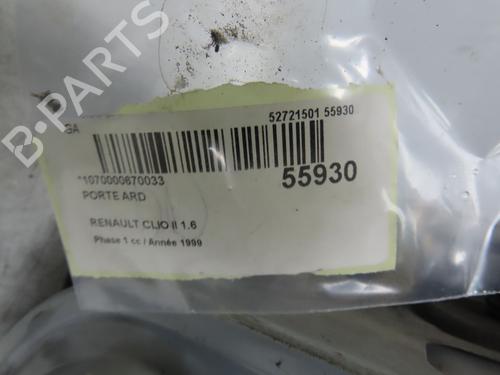 B-PARTS
GA
52721501 55930
*1070000670033
55930
PORTE ARD
RENAULT CLIO II 1.6
Phase 1 cc / Année 1999